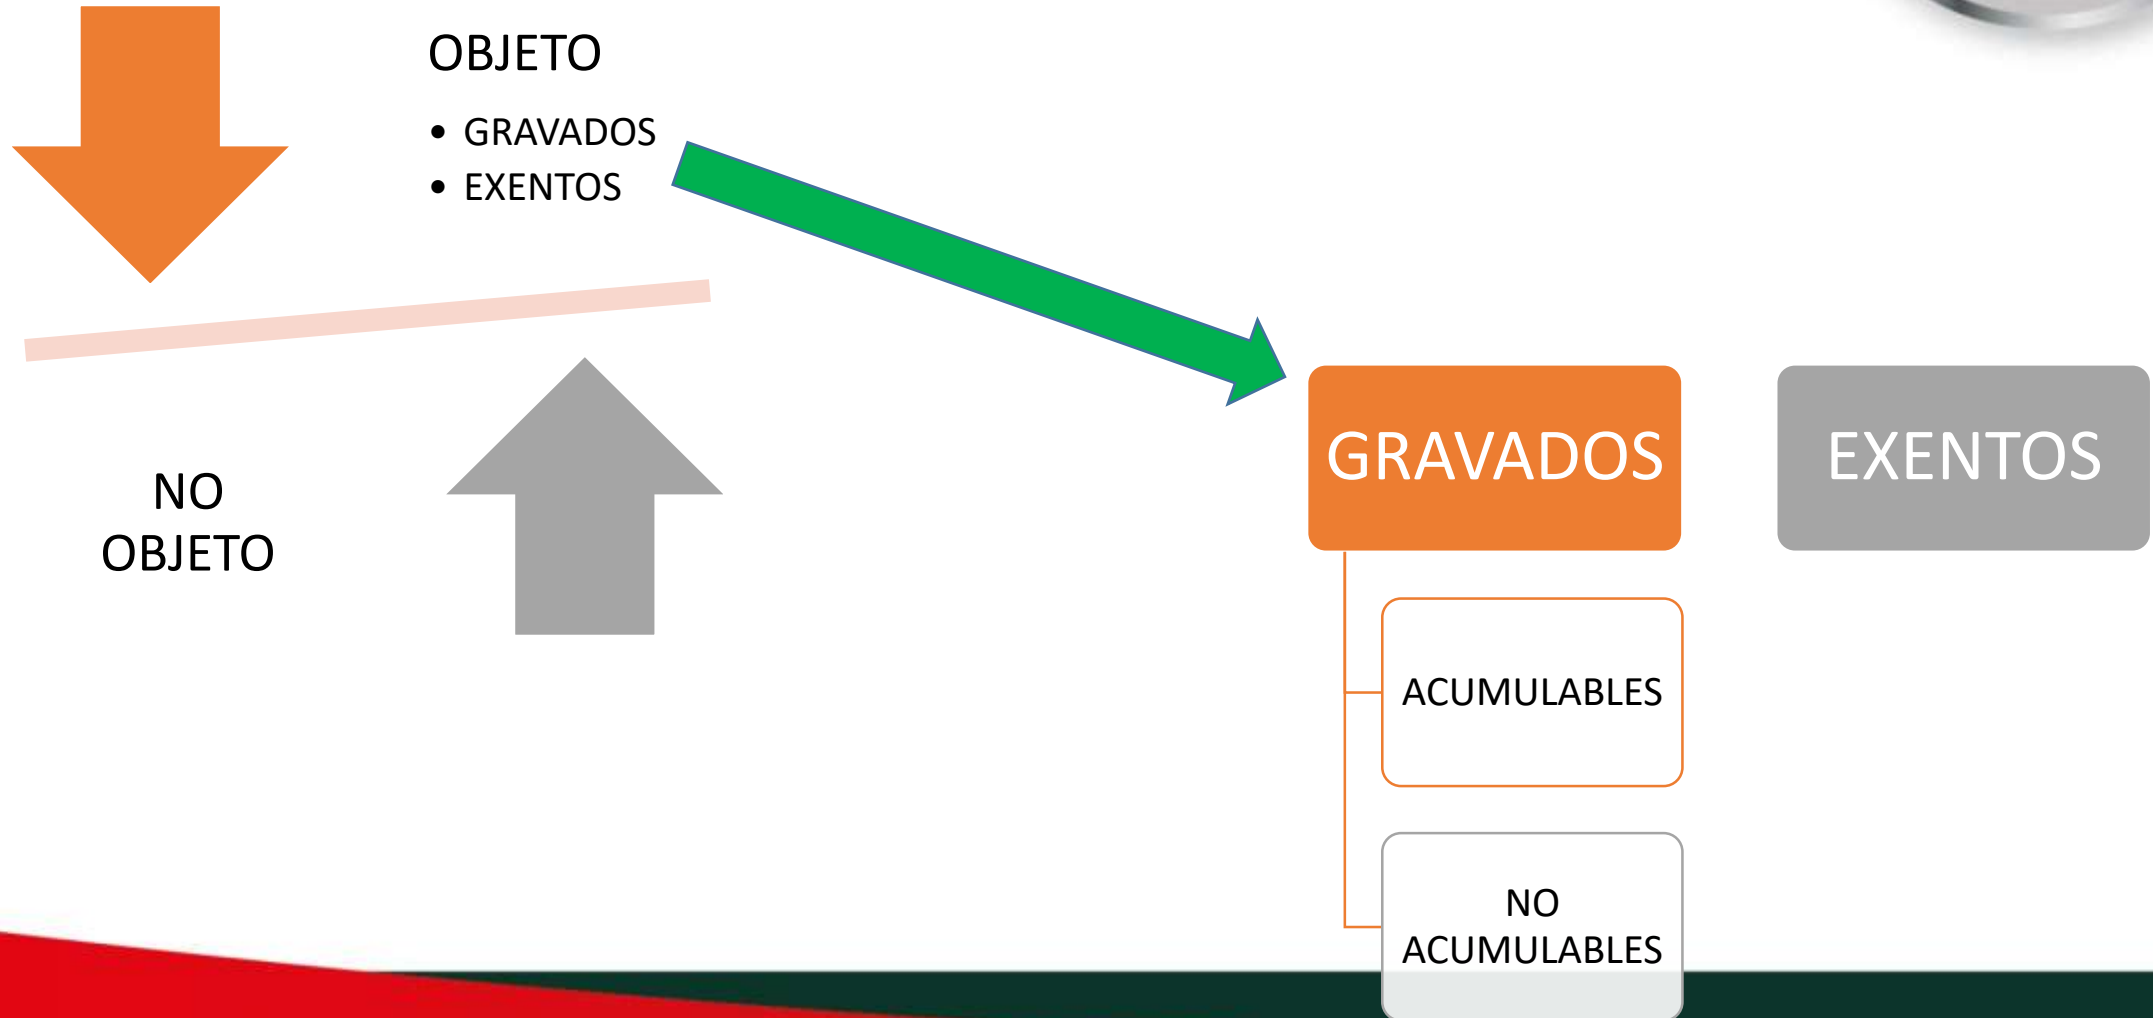 OBJETO
• GRAVADOS
• EXENTOS
NO
OBJETO
GRAVADOS
EXENTOS
ACUMULABLES
NO
ACUMULABLES